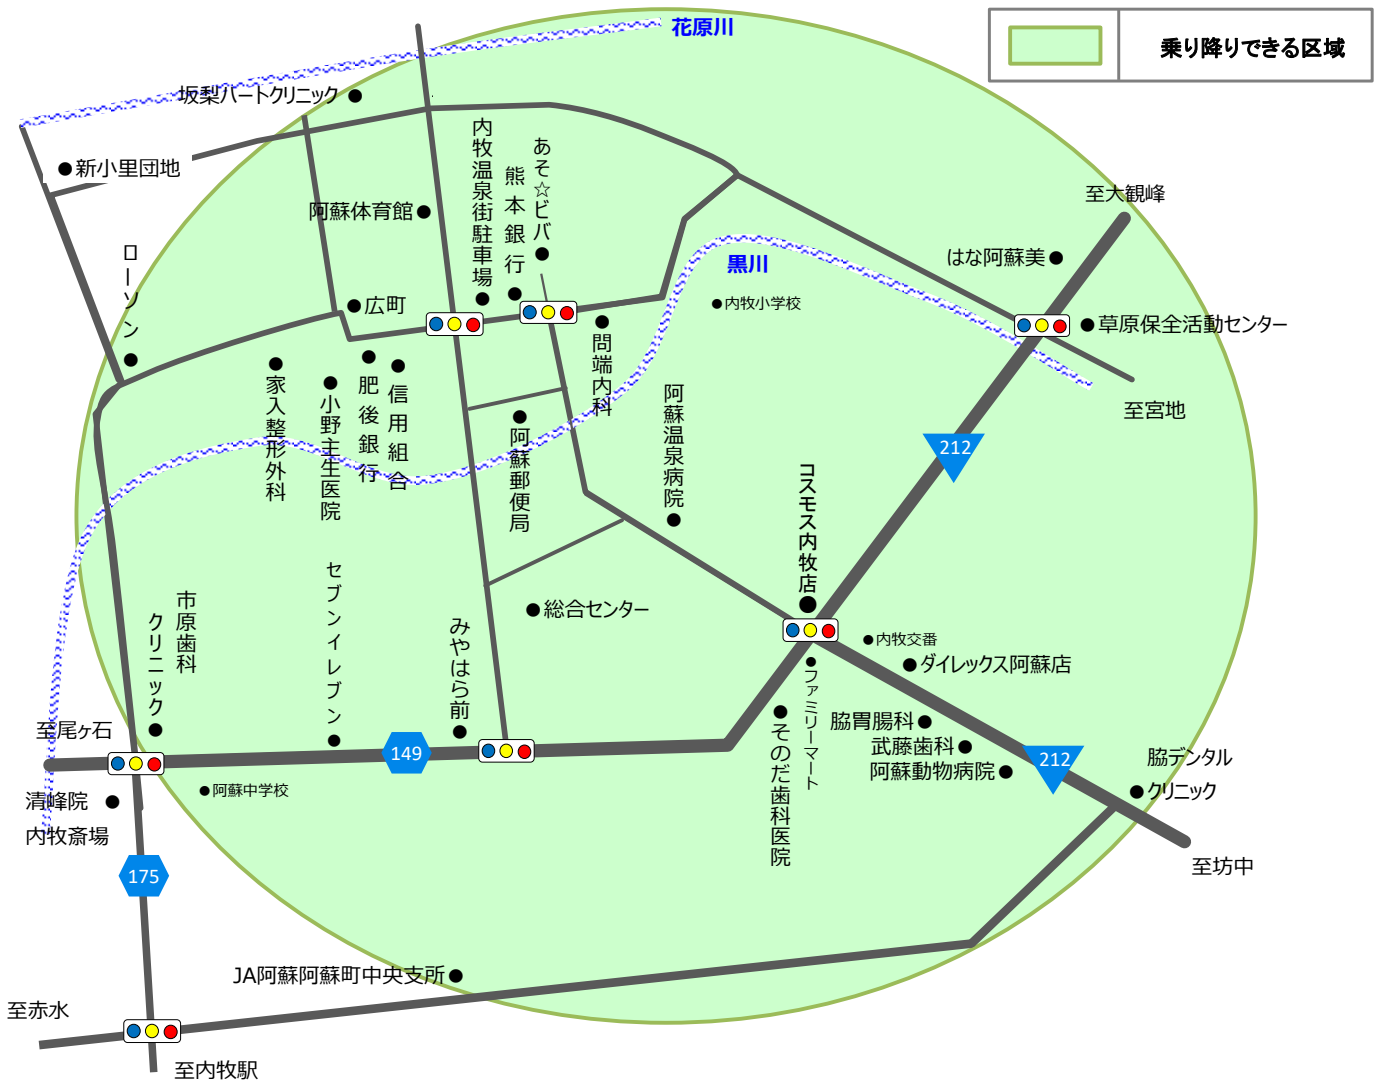 花原川
乗り降りできる区域
坂梨ハートクリニック
新小里団地
阿蘇体育館
内牧温泉街駐車場
熊本銀行
あそ☆ビバ
至大観峰
はな阿蘇美
黒川
ローソン
広町
内牧小学校
草原保全活動センター
至宮地
家入整形外科
小野主生医院
肥後銀行
信用組合
問端内科
阿蘇郵便局
阿蘇温泉病院
212
コスモス内牧店
セブンイレブン
市原歯科
クリニック
みやはら前
総合センター
内牧交番
ダイレックス阿蘇店
ファミリーマート
そのだ歯科医院
脇胃腸科
武藤歯科
阿蘇動物病院
212
脇デンタル
クリニック
至尾ヶ石
149
阿蘇中学校
清峰院
内牧斎場
175
至坊中
JA阿蘇阿蘇町中央支所
至赤水
至内牧駅